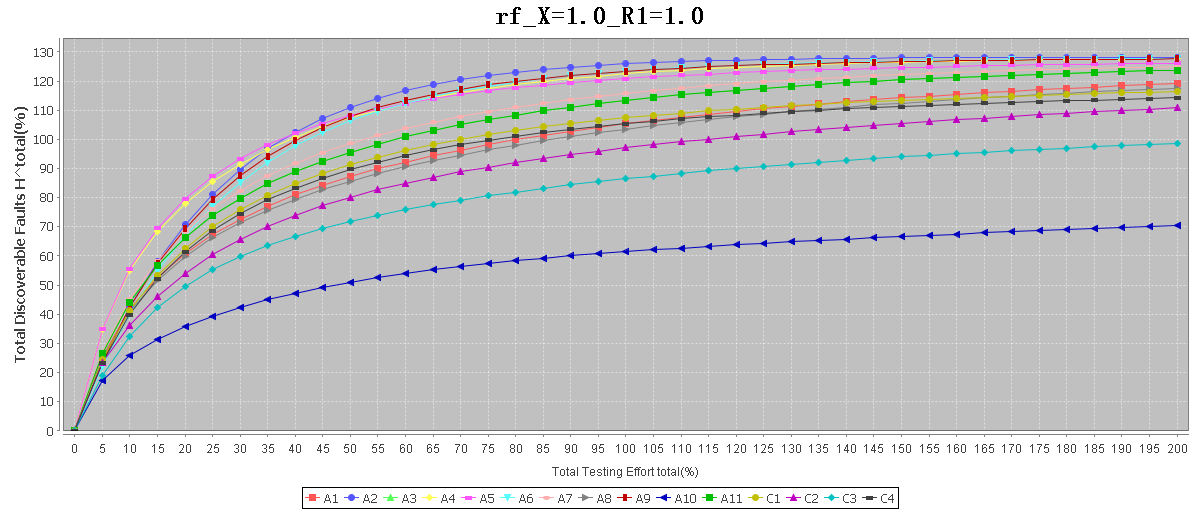 rf_X=1.0_R1=1.0
Total Discoverable Faults H^total(%)
130
120
110
100
90
80
70
60
50
40
30
20
10
0
0 5 10 15 20 25 30 35 40 45 50 55 60 65 70 75 80 85 90 95 100 105 110 115 120 125 130 135 140 145 150 155 160 165 170 175 180 185 190 195 200
Total Testing Effort total(%)
A1 A2 A3 A4 A5 A6 A7 A8 A9 A10 A11 C1 C2 C3 C4